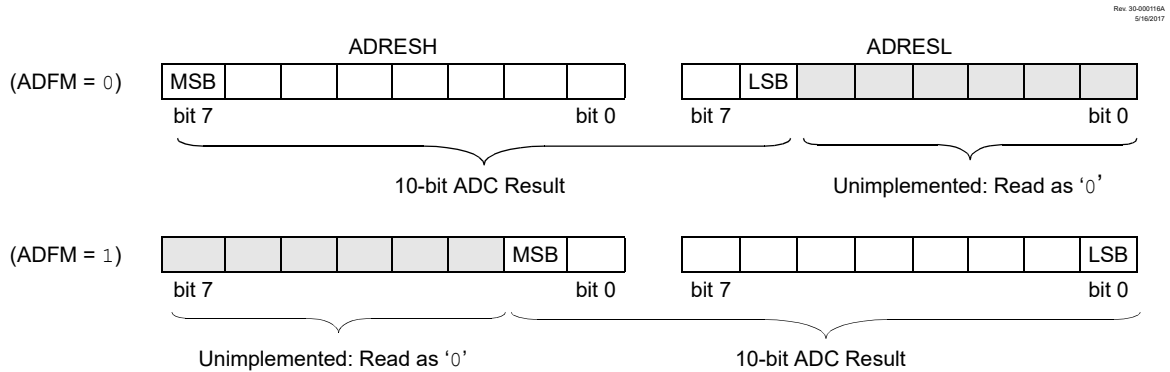 Rev. 30-000116A
5/16/2017
ADRESH ADRESL
(ADFM = 0) MSB LSB
bit 7 bit 0 bit 7 bit 0
10-bit ADC Result Unimplemented: Read as ‘0’
(ADFM = 1) MSB LSB
bit 7 bit 0 bit 7 bit 0
Unimplemented: Read as ‘0’ 10-bit ADC Result